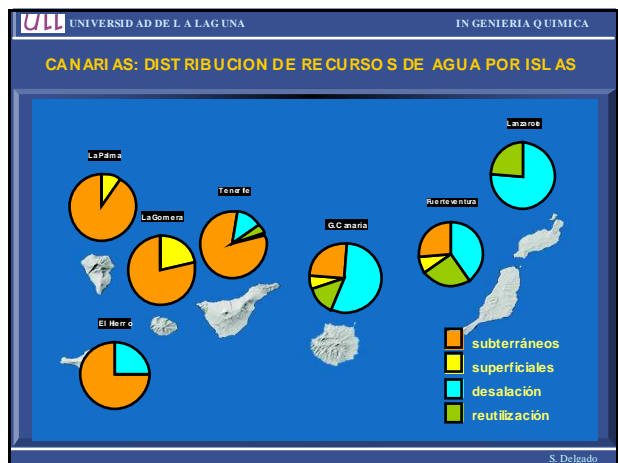 ULL UNIVERSIDAD DE LA LAGUNA
INGENIERIA QUIMICA
CANARIAS: DISTRIBUCION DE RECURSOS DE AGUA POR ISLAS
Lanzarote
La Palma
Tenerife
Fuerteventura
La Gomera
G.Canaria
El Hierro
subterráneos
superficiales
desalación
reutilización
S. Delgado